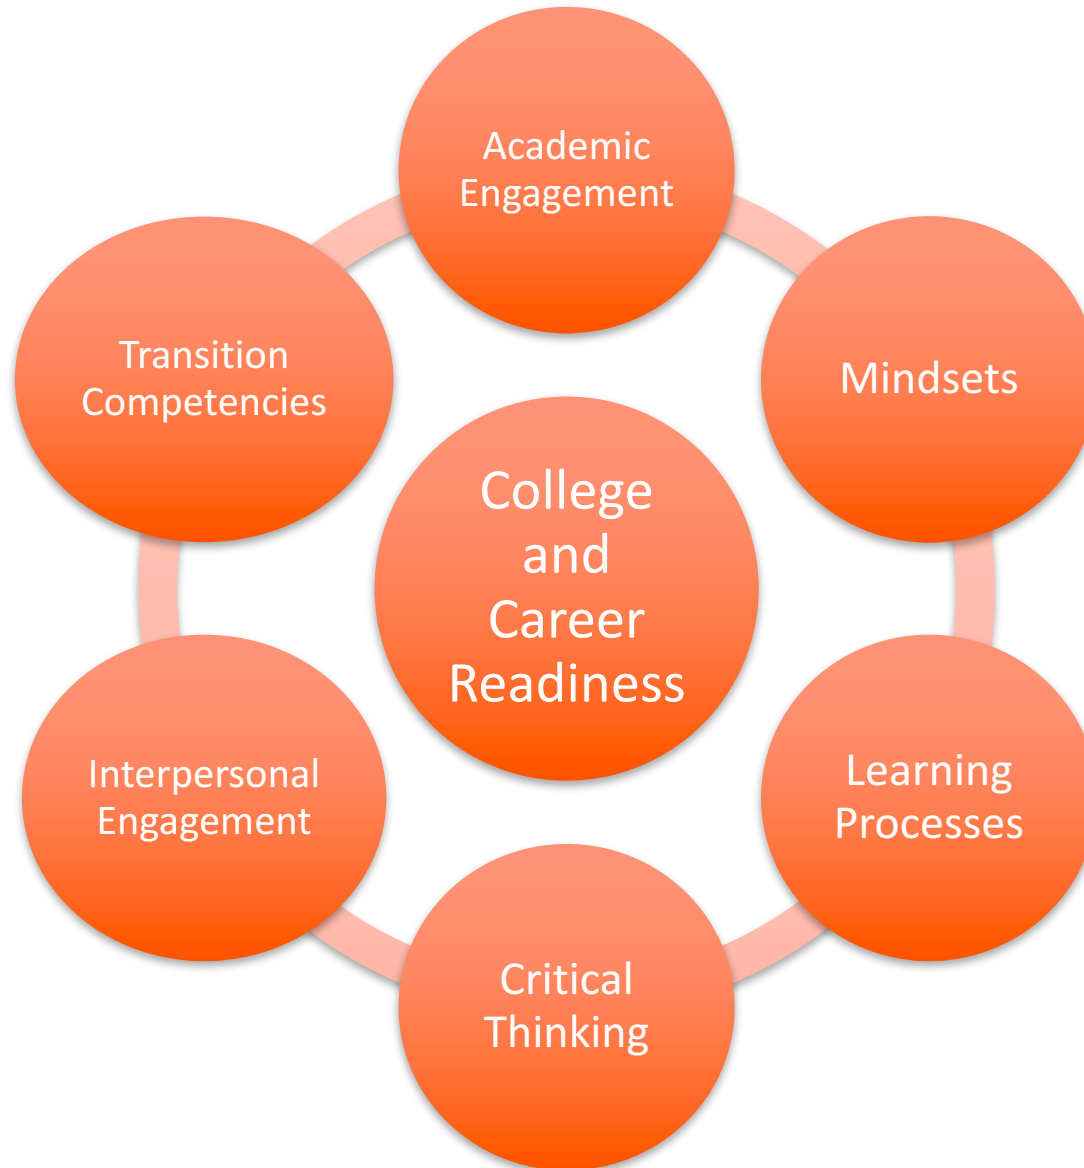 Academic
Engagement
Mindsets
Learning
Processes
Critical
Thinking
Interpersonal
Engagement
Transition
Competencies
College
and
Career
Readiness